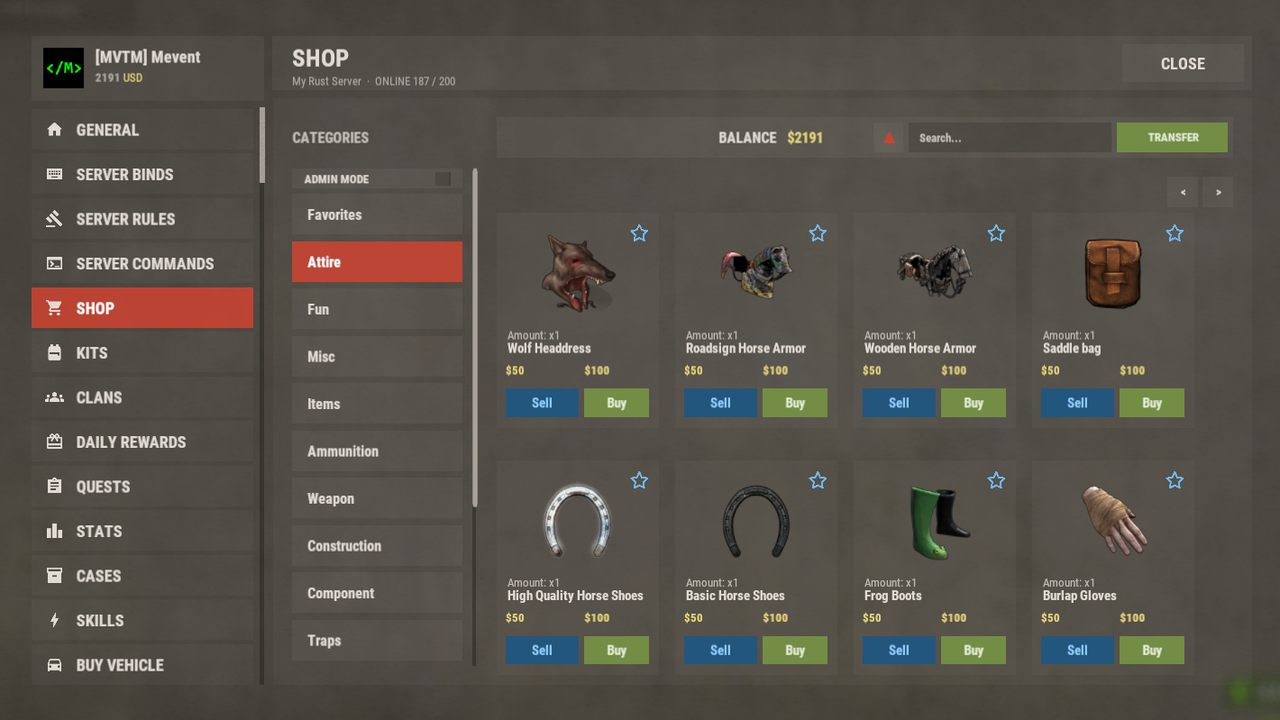 </M>
[MVTM] Mevent
2191 USD
GENERAL
SERVER BINDS
SERVER RULES
SERVER COMMANDS
SHOP
KITS
CLANS
DAILY REWARDS
QUESTS
STATS
CASES
SKILLS
BUY VEHICLE
SHOP
My Rust Server · ONLINE 187 / 200
CLOSE
CATEGORIES
ADMIN MODE
Favorites
Attire
Fun
Misc
Items
Ammunition
Weapon
Construction
Component
Traps
BALANCE $2191
Search...
TRANSFER
< >
Amount: x1
Wolf Headdress
$50 $100
Sell Buy
Amount: x1
Roadsign Horse Armor
$50 $100
Sell Buy
Amount: x1
Wooden Horse Armor
$50 $100
Sell Buy
Amount: x1
Saddle bag
$50 $100
Sell Buy
Amount: x1
High Quality Horse Shoes
$50 $100
Sell Buy
Amount: x1
Basic Horse Shoes
$50 $100
Sell Buy
Amount: x1
Frog Boots
$50 $100
Sell Buy
Amount: x1
Burlap Gloves
$50 $100
Sell Buy